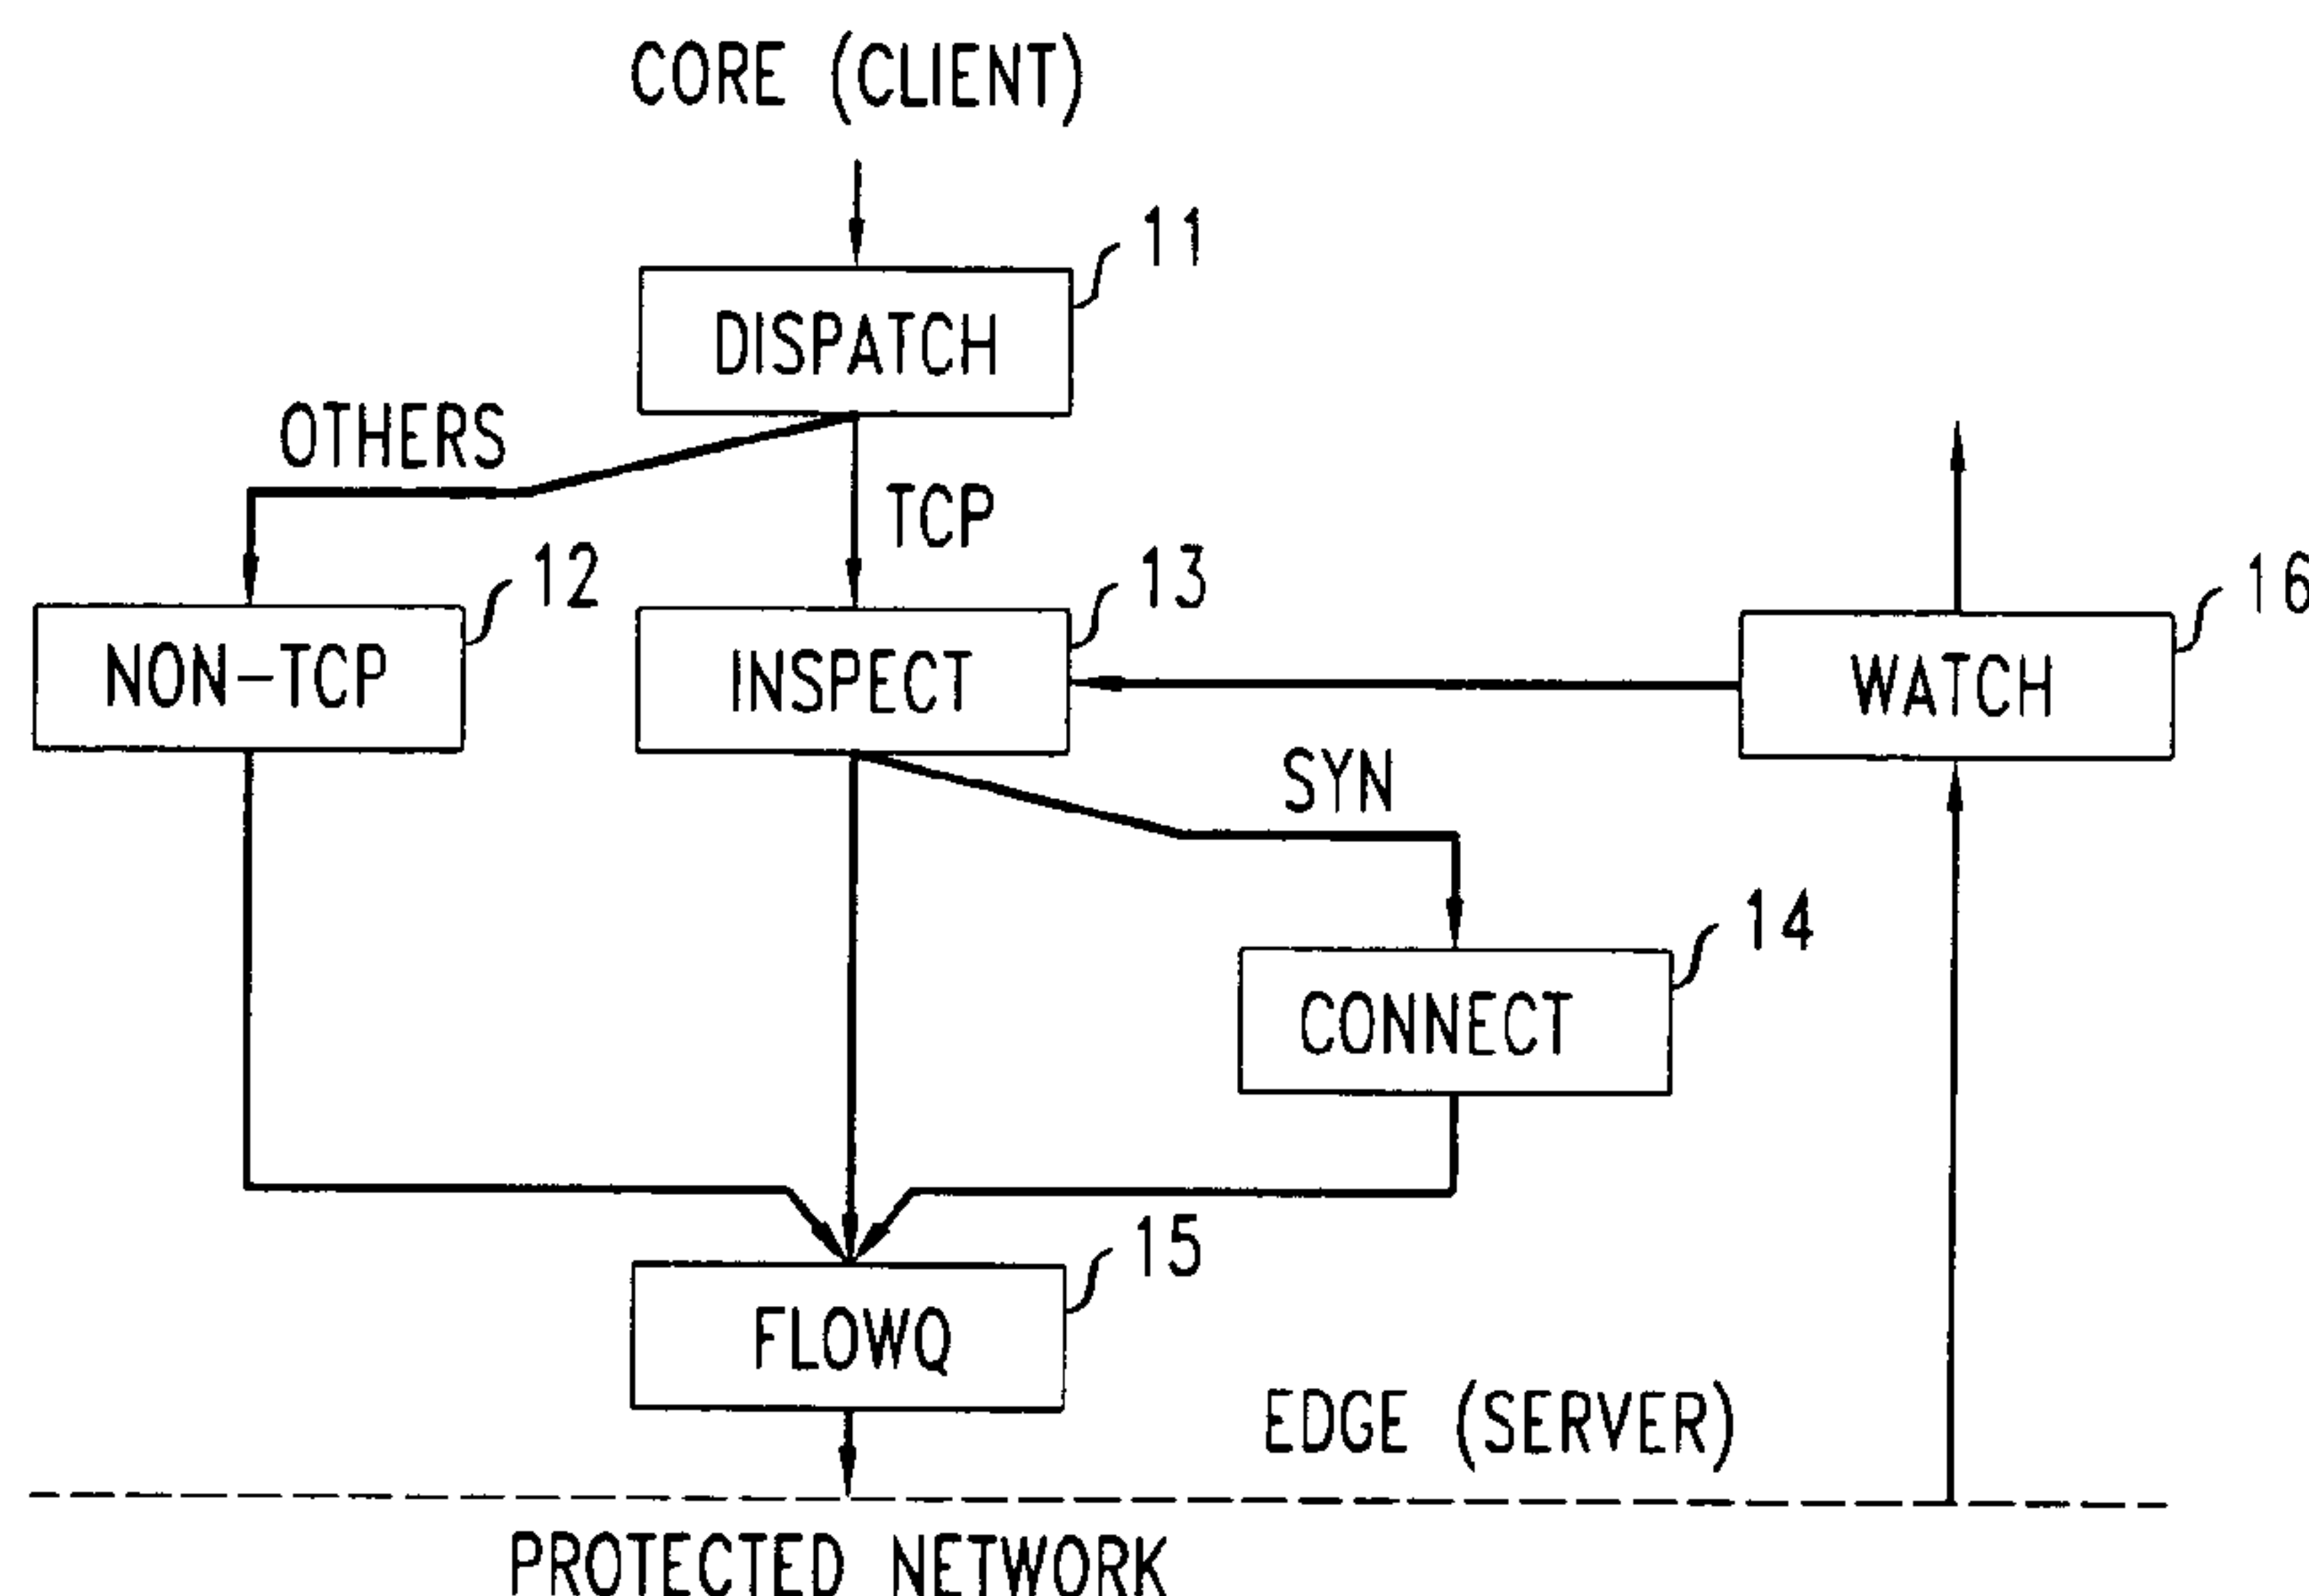 CORE (CLIENT)
11
DISPATCH
OTHERS
TCP
12
13
16
NON-TCP
INSPECT
WATCH
SYN
14
CONNECT
15
FLOWQ
EDGE (SERVER)
PROTECTED NETWORK